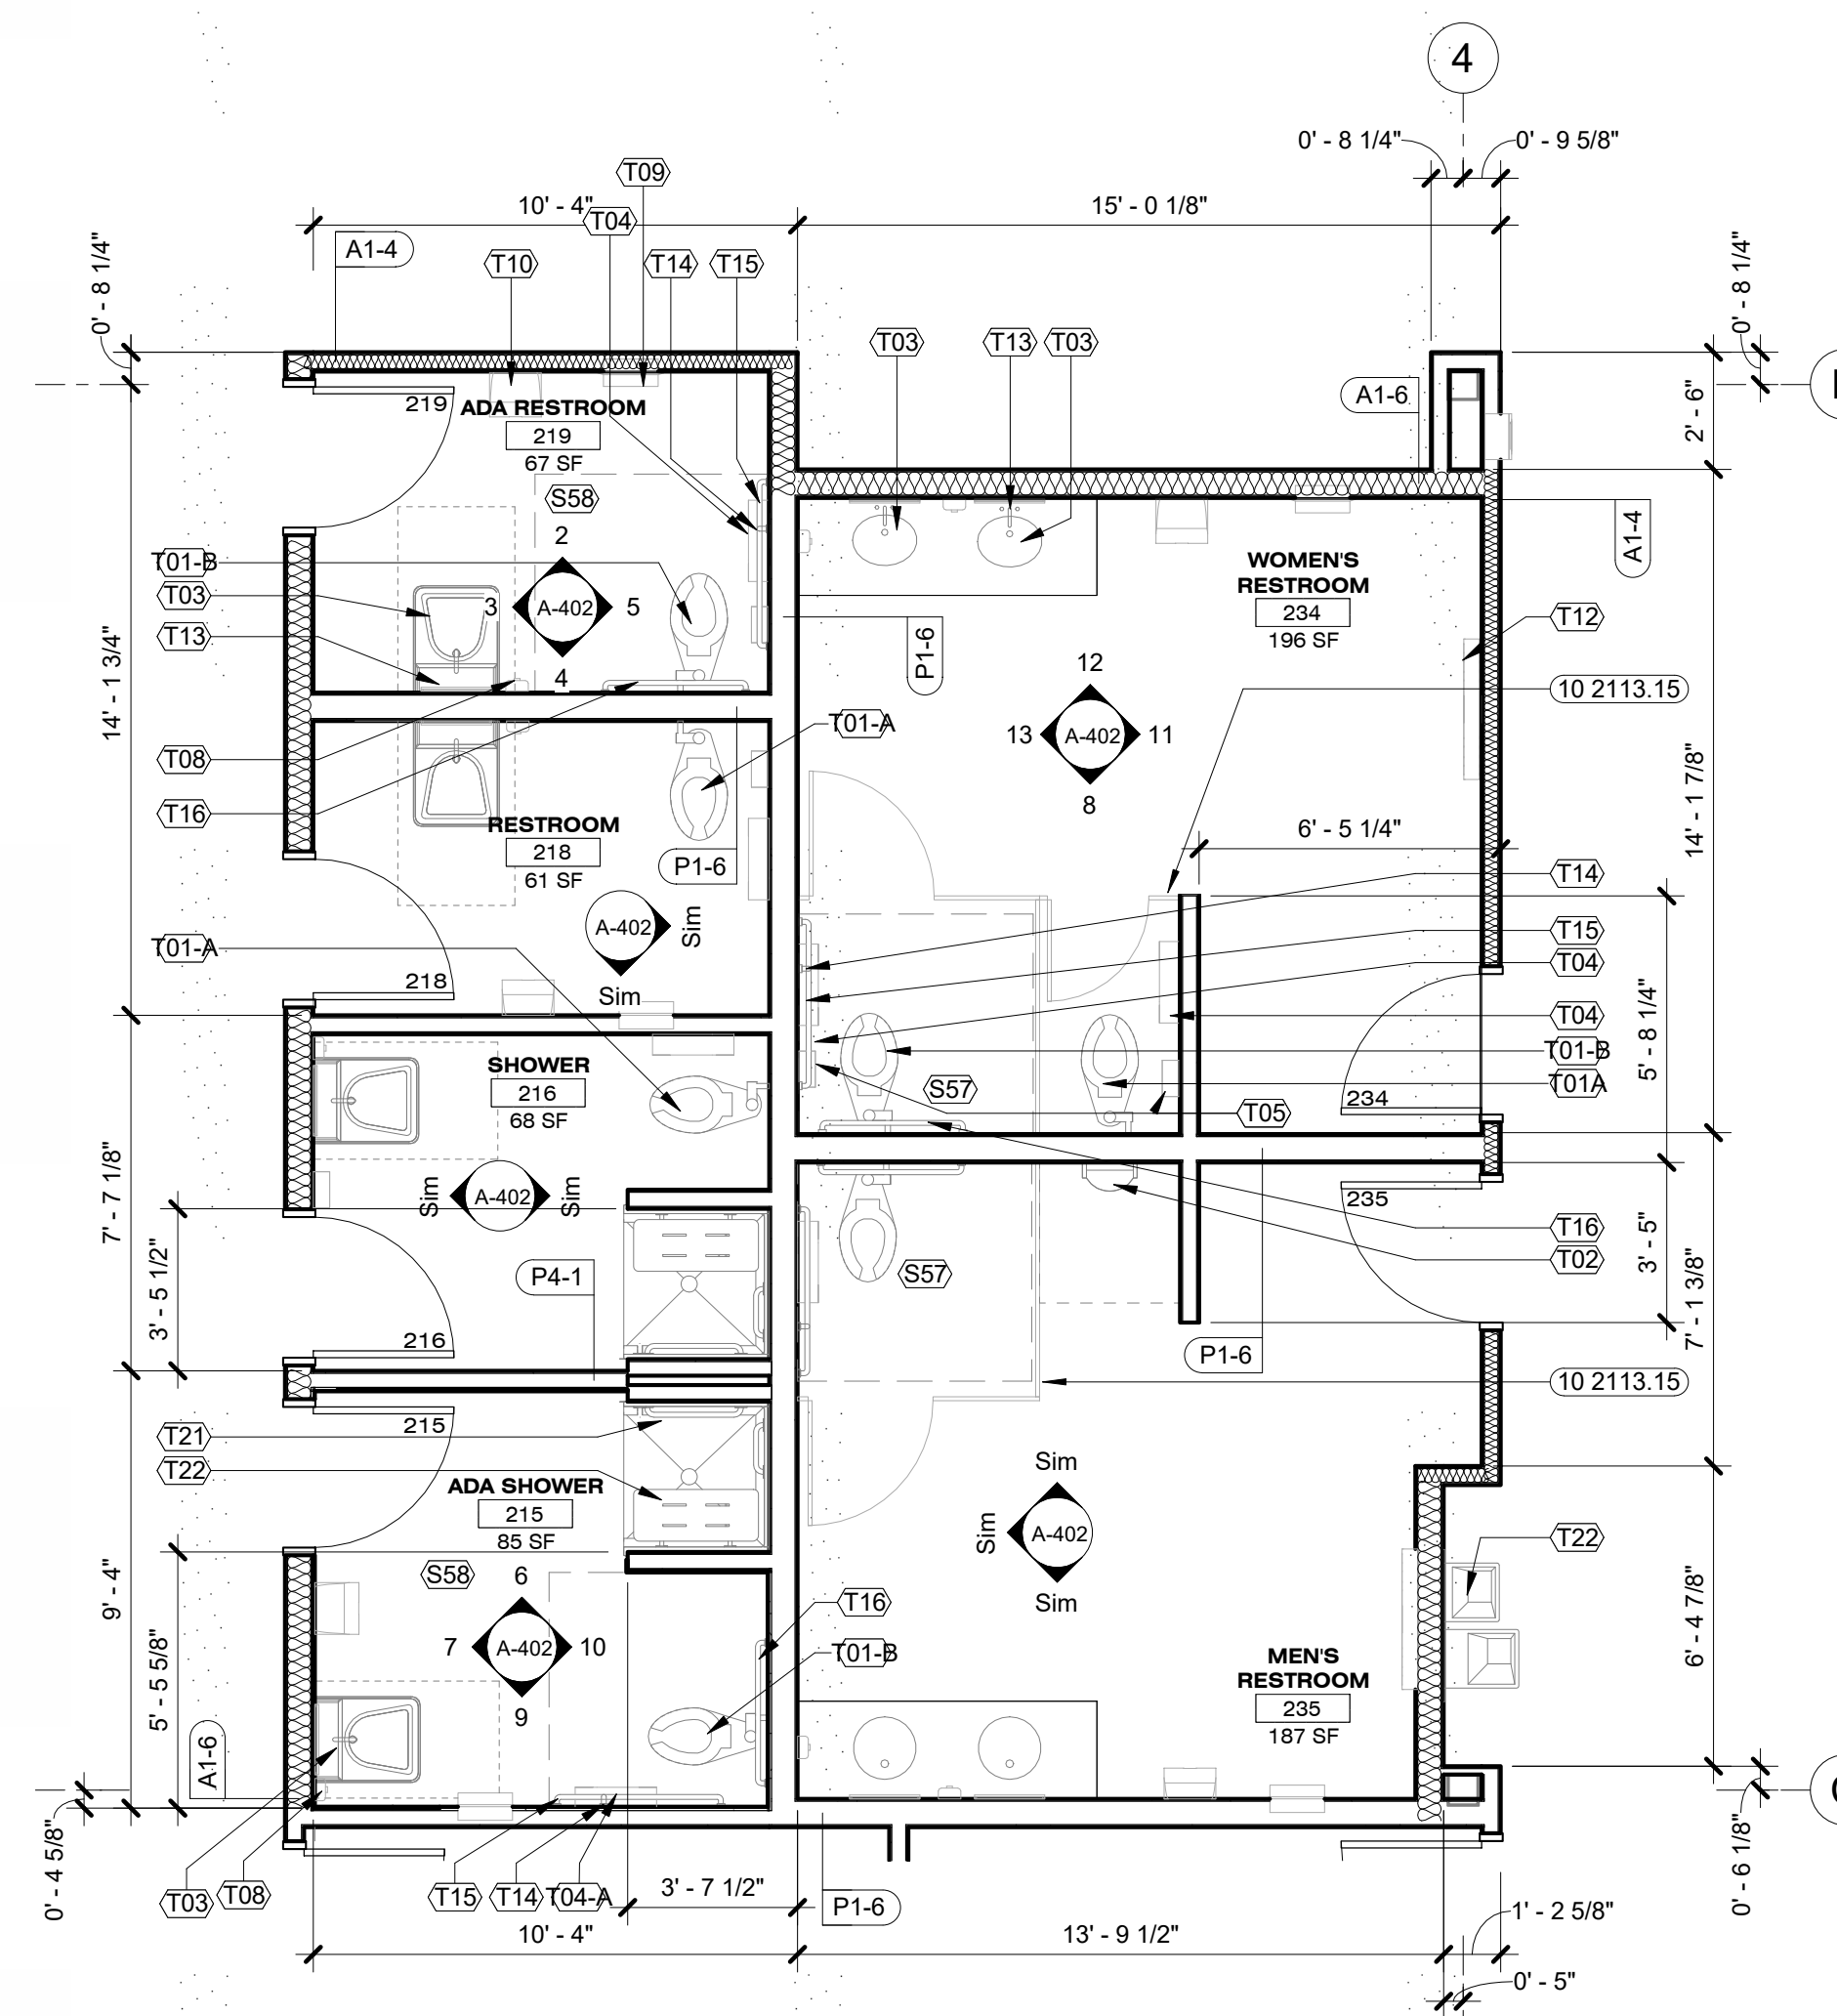 4
0' - 8 1/4"
0' - 9 5/8"
T09
10' - 4"
T04
15' - 0 1/8"
A1-4
T10
T14
T15
0' - 8 1/4"
0' - 8 1/4"
T03
T13
T03
A1-6
2' - 6"
219
ADA RESTROOM
219
67 SF
S58
2
3
A-402
5
4
T01-B
T03
T13
14' - 1 3/4"
T08
T16
WOMEN'S
RESTROOM
234
196 SF
A1-4
T12
P1-6
10 2113.15
12
13
A-402
11
8
T01-A
RESTROOM
218
61 SF
P1-6
6' - 5 1/4"
14' - 1 7/8"
A-402
Sim
Sim
T01-A
218
T14
T15
T04
T04
T01-B
T01A
T05
5' - 8 1/4"
SHOWER
216
68 SF
S57
234
235
Sim
A-402
Sim
7' - 7 1/8"
3' - 5 1/2"
P4-1
216
S57
T16
T02
3' - 5"
7' - 1 3/8"
P1-6
10 2113.15
215
T21
T22
ADA SHOWER
215
85 SF
S58
6
7
A-402
10
9
9' - 4"
5' - 5 5/8"
Sim
Sim
A-402
Sim
T22
T16
T01-B
6' - 4 7/8"
MEN'S
RESTROOM
235
187 SF
A1-6
0' - 4 5/8"
T03
T08
T15
T14
T04-A
3' - 7 1/2"
P1-6
0' - 6 1/8"
10' - 4"
13' - 9 1/2"
1' - 2 5/8"
0' - 5"